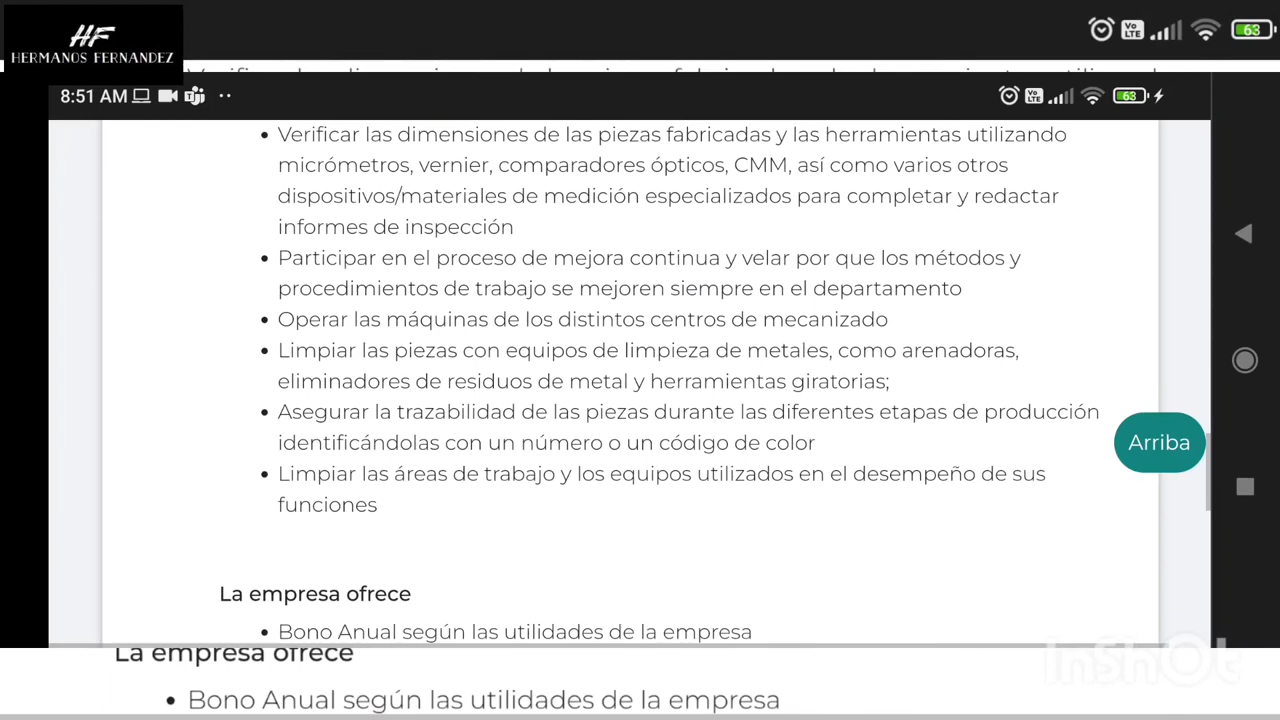 HF
HERMANOS FERNANDEZ
Vo
LTE
63
8:51 AM
Vo
LTE
63
Verificar las dimensiones de las piezas fabricadas y las herramientas utilizando
micrómetros, vernier, comparadores ópticos, CMM, así como varios otros
dispositivos/materiales de medición especializados para completar y redactar
informes de inspección
Participar en el proceso de mejora continua y velar por que los métodos y
procedimientos de trabajo se mejoren siempre en el departamento
Operar las máquinas de los distintos centros de mecanizado
Limpiar las piezas con equipos de limpieza de metales, como arenadoras,
eliminadores de residuos de metal y herramientas giratorias;
Asegurar la trazabilidad de las piezas durante las diferentes etapas de producción
identificándolas con un número o un código de color
Arriba
Limpiar las áreas de trabajo y los equipos utilizados en el desempeño de sus
funciones
La empresa ofrece
Bono Anual según las utilidades de la empresa
La empresa ofrece
InShOt
Bono Anual según las utilidades de la empresa